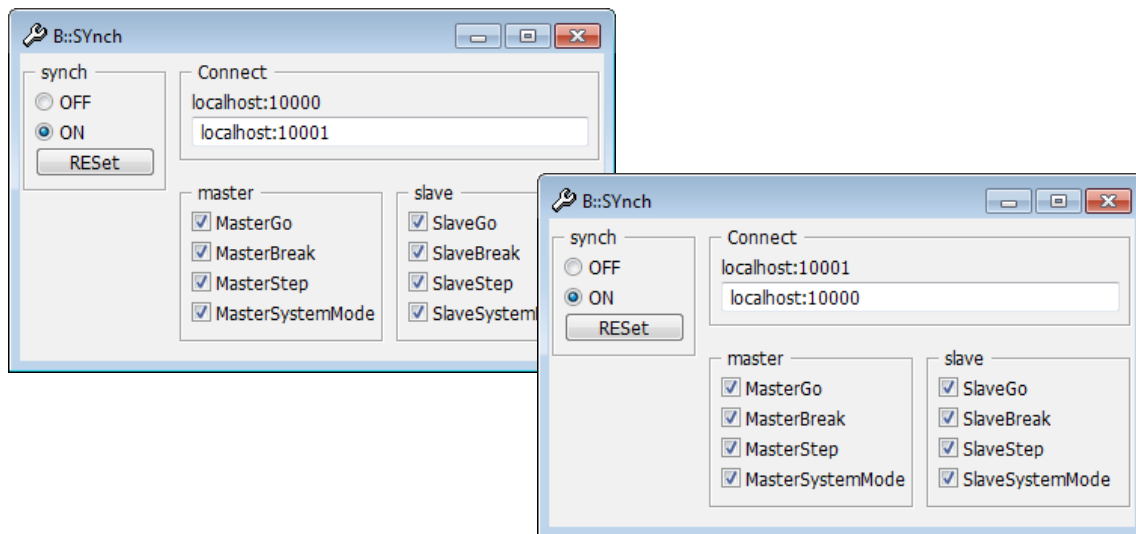 B::SYnch
synch
OFF
ON
RESet
Connect
localhost:10000
localhost:10001
master
MasterGo
MasterBreak
MasterStep
MasterSystemMode
slave
SlaveGo
SlaveBreak
SlaveStep
SlaveSystem
B::SYnch
synch
OFF
ON
RESet
Connect
localhost:10001
localhost:10000
master
MasterGo
MasterBreak
MasterStep
MasterSystemMode
slave
SlaveGo
SlaveBreak
SlaveStep
SlaveSystemMode